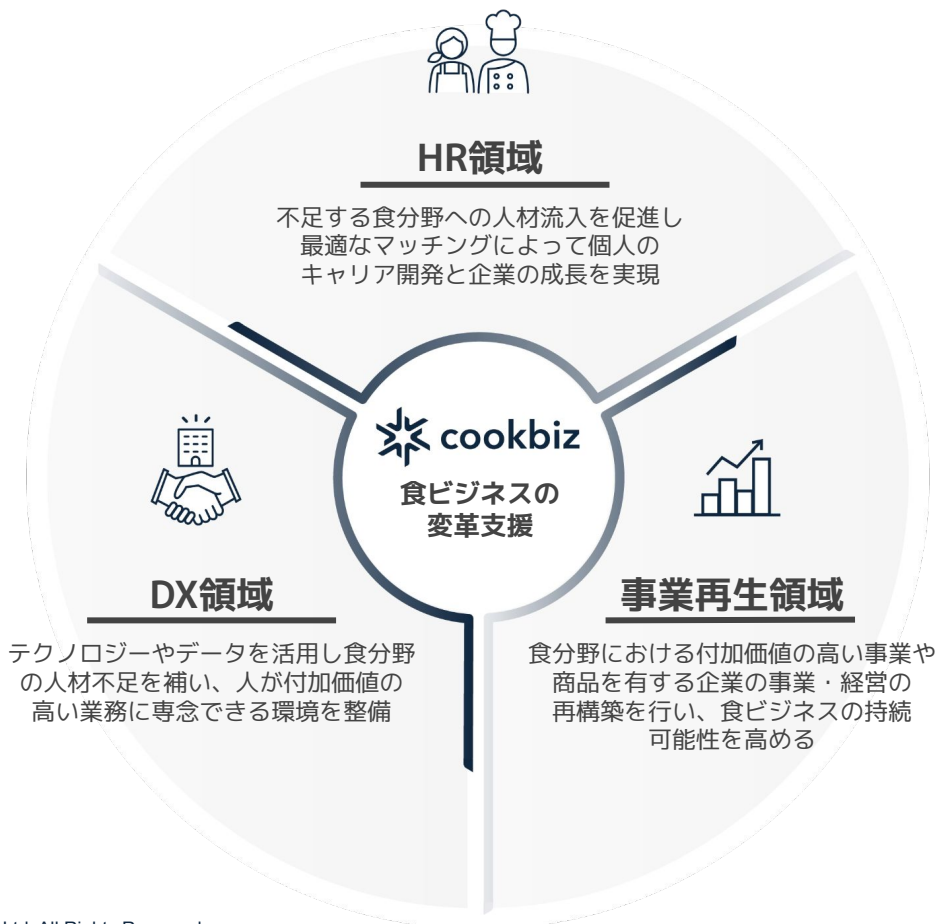 HR領域
不足する食分野への人材流入を促進し
最適なマッチングによって個人の
キャリア開発と企業の成長を実現
cookbiz
食ビジネスの
変革支援
DX領域
テクノロジーやデータを活用し食分野
の人材不足を補い、人が付加価値の
高い業務に専念できる環境を整備
事業再生領域
食分野における付加価値の高い事業や
商品を有する企業の事業・経営の
再構築を行い、食ビジネスの持続
可能性を高める